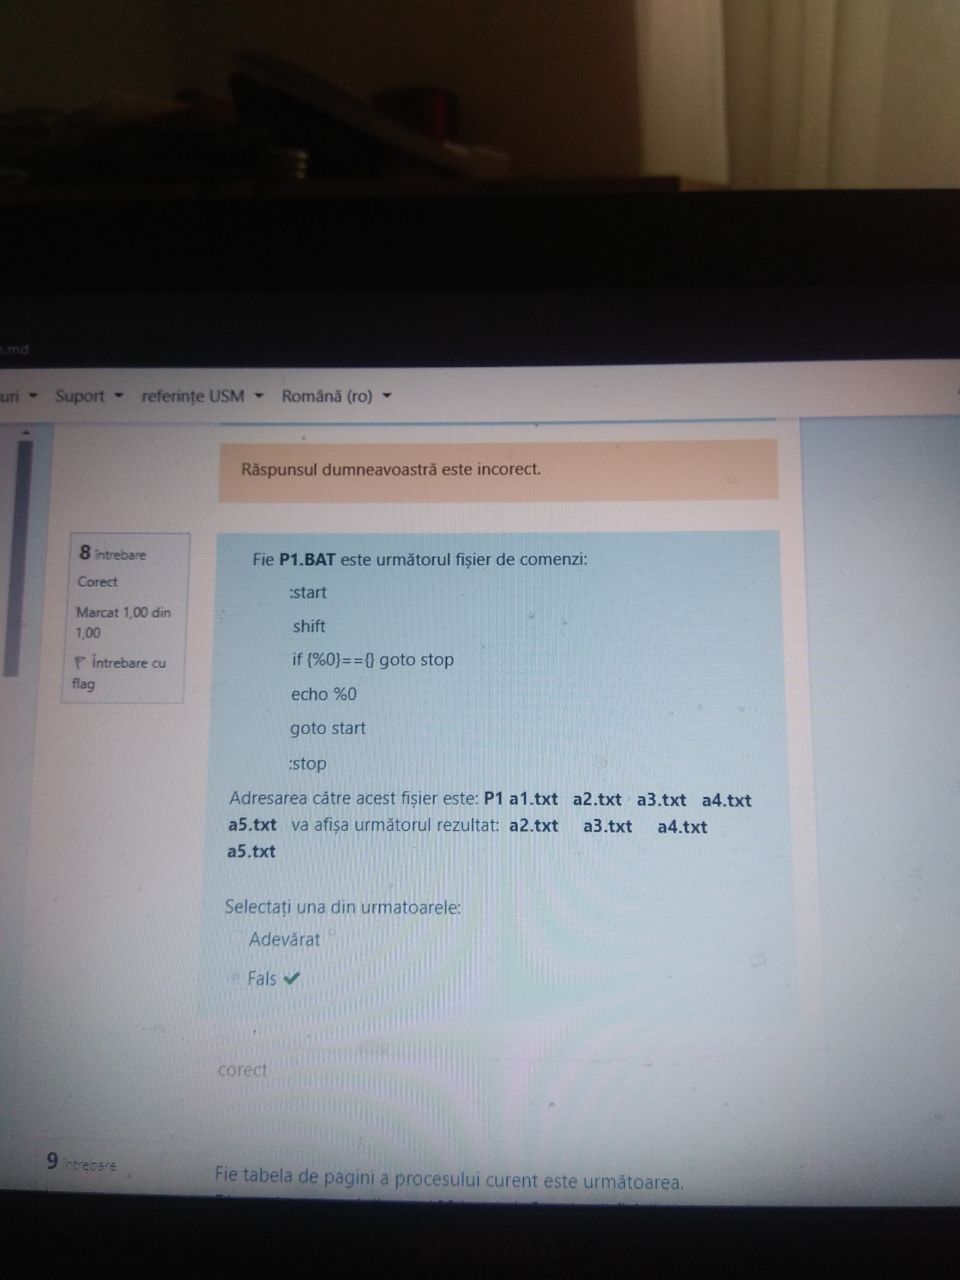 .md
uri Suport referințe USM Română (ro)
Răspunsul dumneavoastră este incorect.
8 întrebare
Corect
Marcat 1,00 din
1,00
Întrebare cu
flag
Fie P1.BAT este următorul fișier de comenzi:
:start
shift
if {%0}=={} goto stop
echo %0
goto start
:stop
Adresarea către acest fișier este: P1 a1.txt a2.txt a3.txt a4.txt
a5.txt va afișa următorul rezultat: a2.txt a3.txt a4.txt
a5.txt
Selectați una din urmatoarele:
Adevărat
Fals
corect
9 întrebare
Fie tabela de pagini a procesului curent este următoarea.